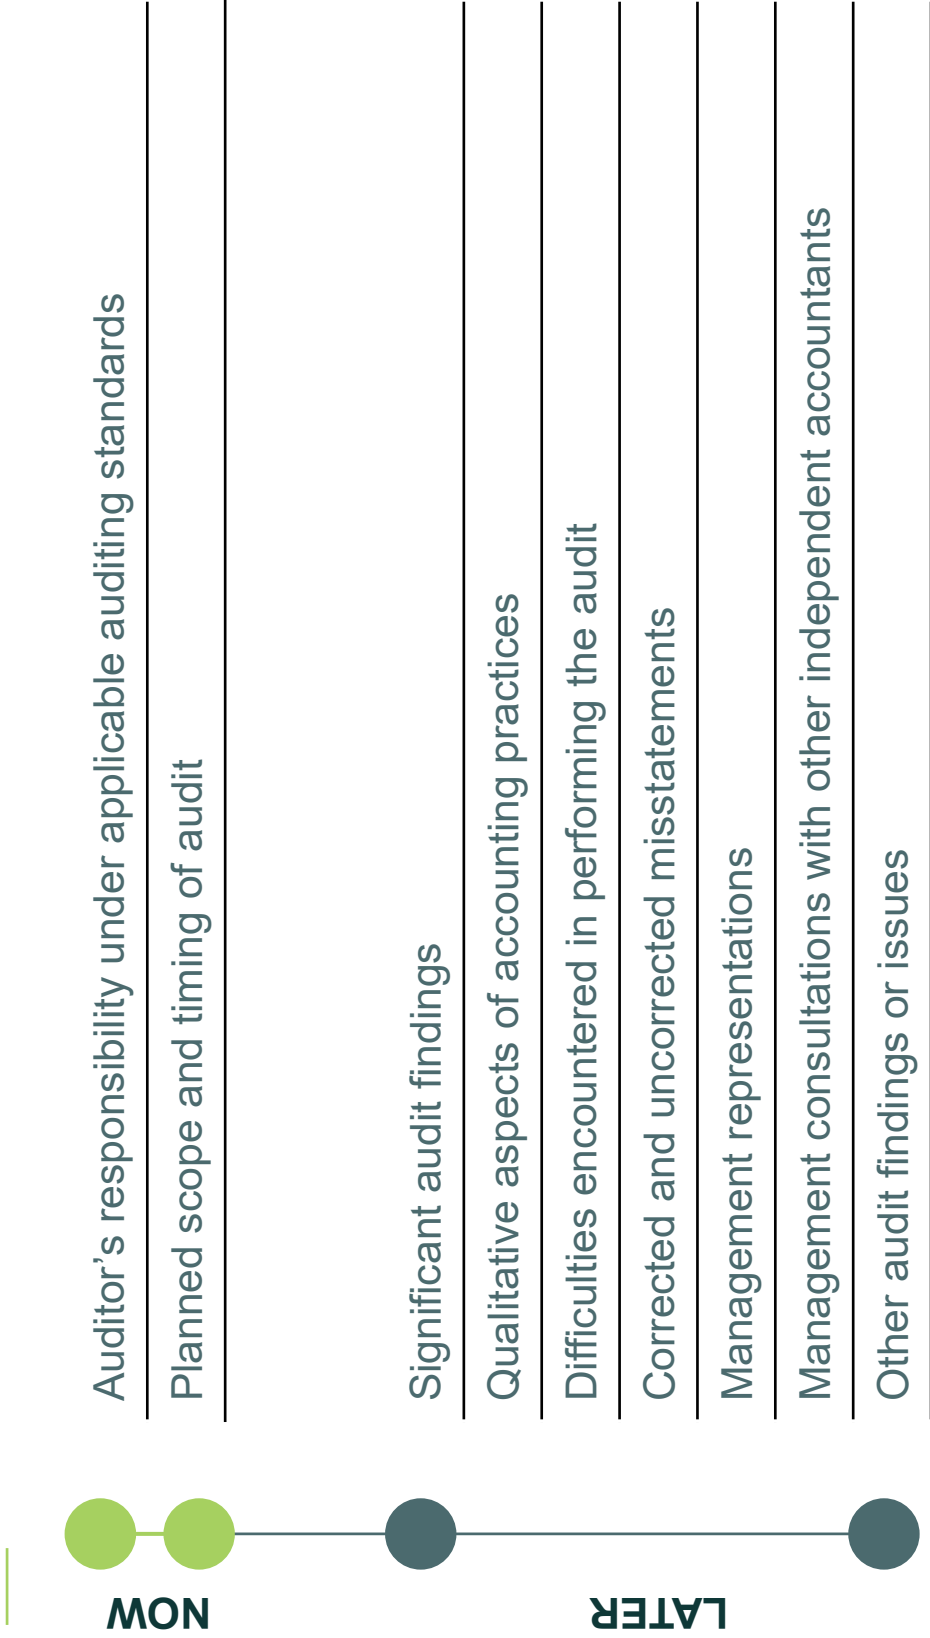 NOW
Auditor’s responsibility under applicable auditing standards
Planned scope and timing of audit
LATER
Significant audit findings
Qualitative aspects of accounting practices
Difficulties encountered in performing the audit
Corrected and uncorrected misstatements
Management representations
Management consultations with other independent accountants
Other audit findings or issues